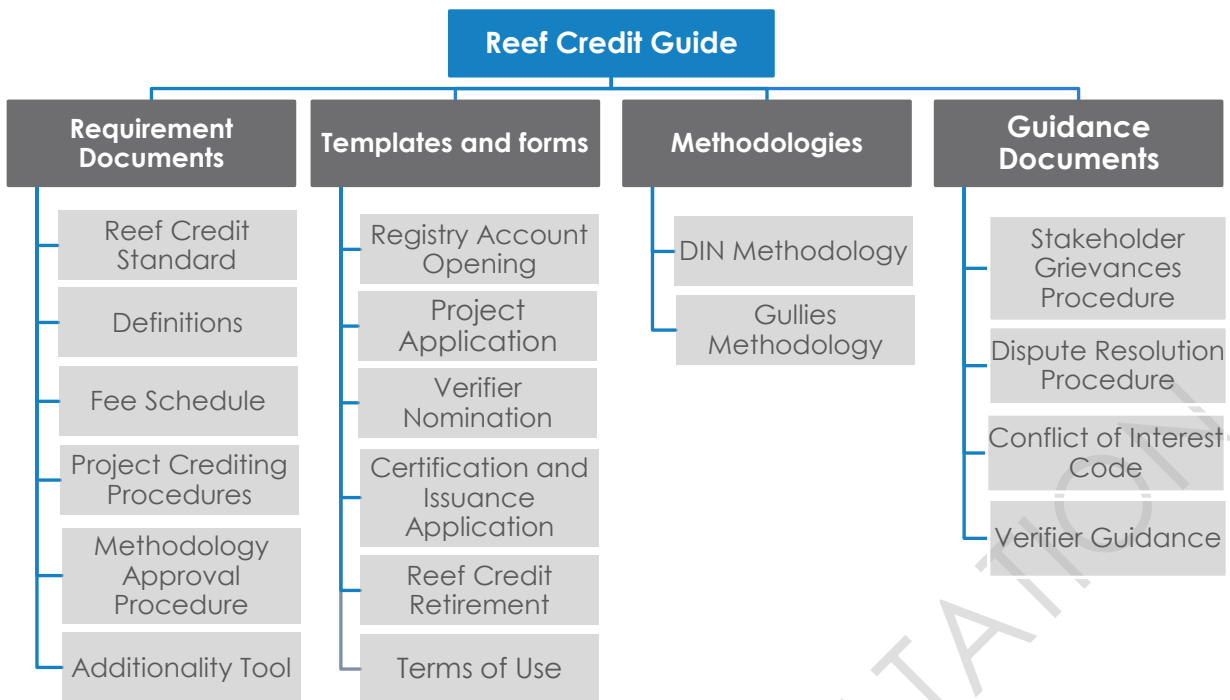 Reef Credit Guide
Requirement
Documents
Reef Credit
Standard
Definitions
Fee Schedule
Project Crediting
Procedures
Methodology
Approval
Procedure
Additionality Tool
Templates and forms
Registry Account
Opening
Project
Application
Verifier
Nomination
Certification and
Issuance
Application
Reef Credit
Retirement
Terms of Use
Methodologies
DIN Methodology
Gullies
Methodology
Guidance
Documents
Stakeholder
Grievances
Procedure
Dispute Resolution
Procedure
Conflict of Interest
Code
Verifier Guidance